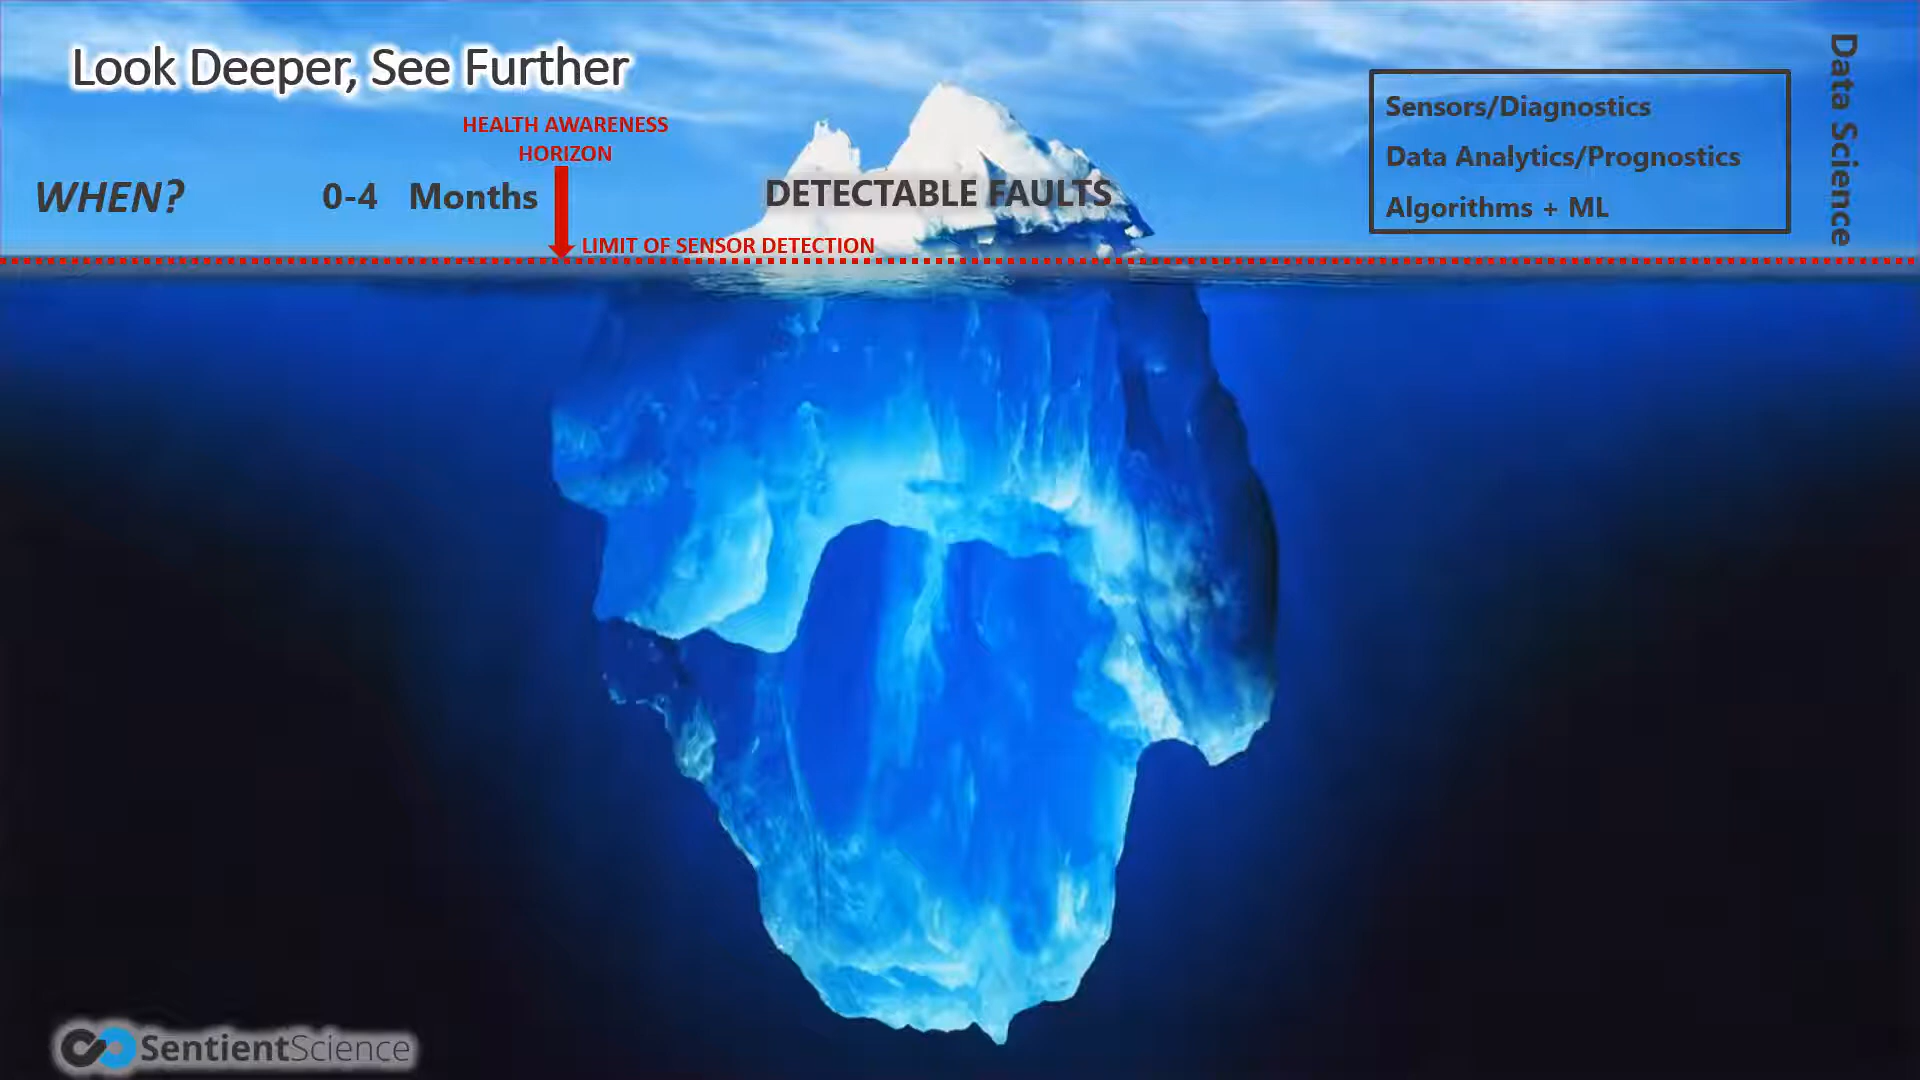 Look Deeper, See Further
HEALTH AWARENESS
HORIZON
WHEN?
0-4 Months
DETECTABLE FAULTS
LIMIT OF SENSOR DETECTION
Sensors/Diagnostics
Data Analytics/Prognostics
Algorithms + ML
Data Science
SentientScience